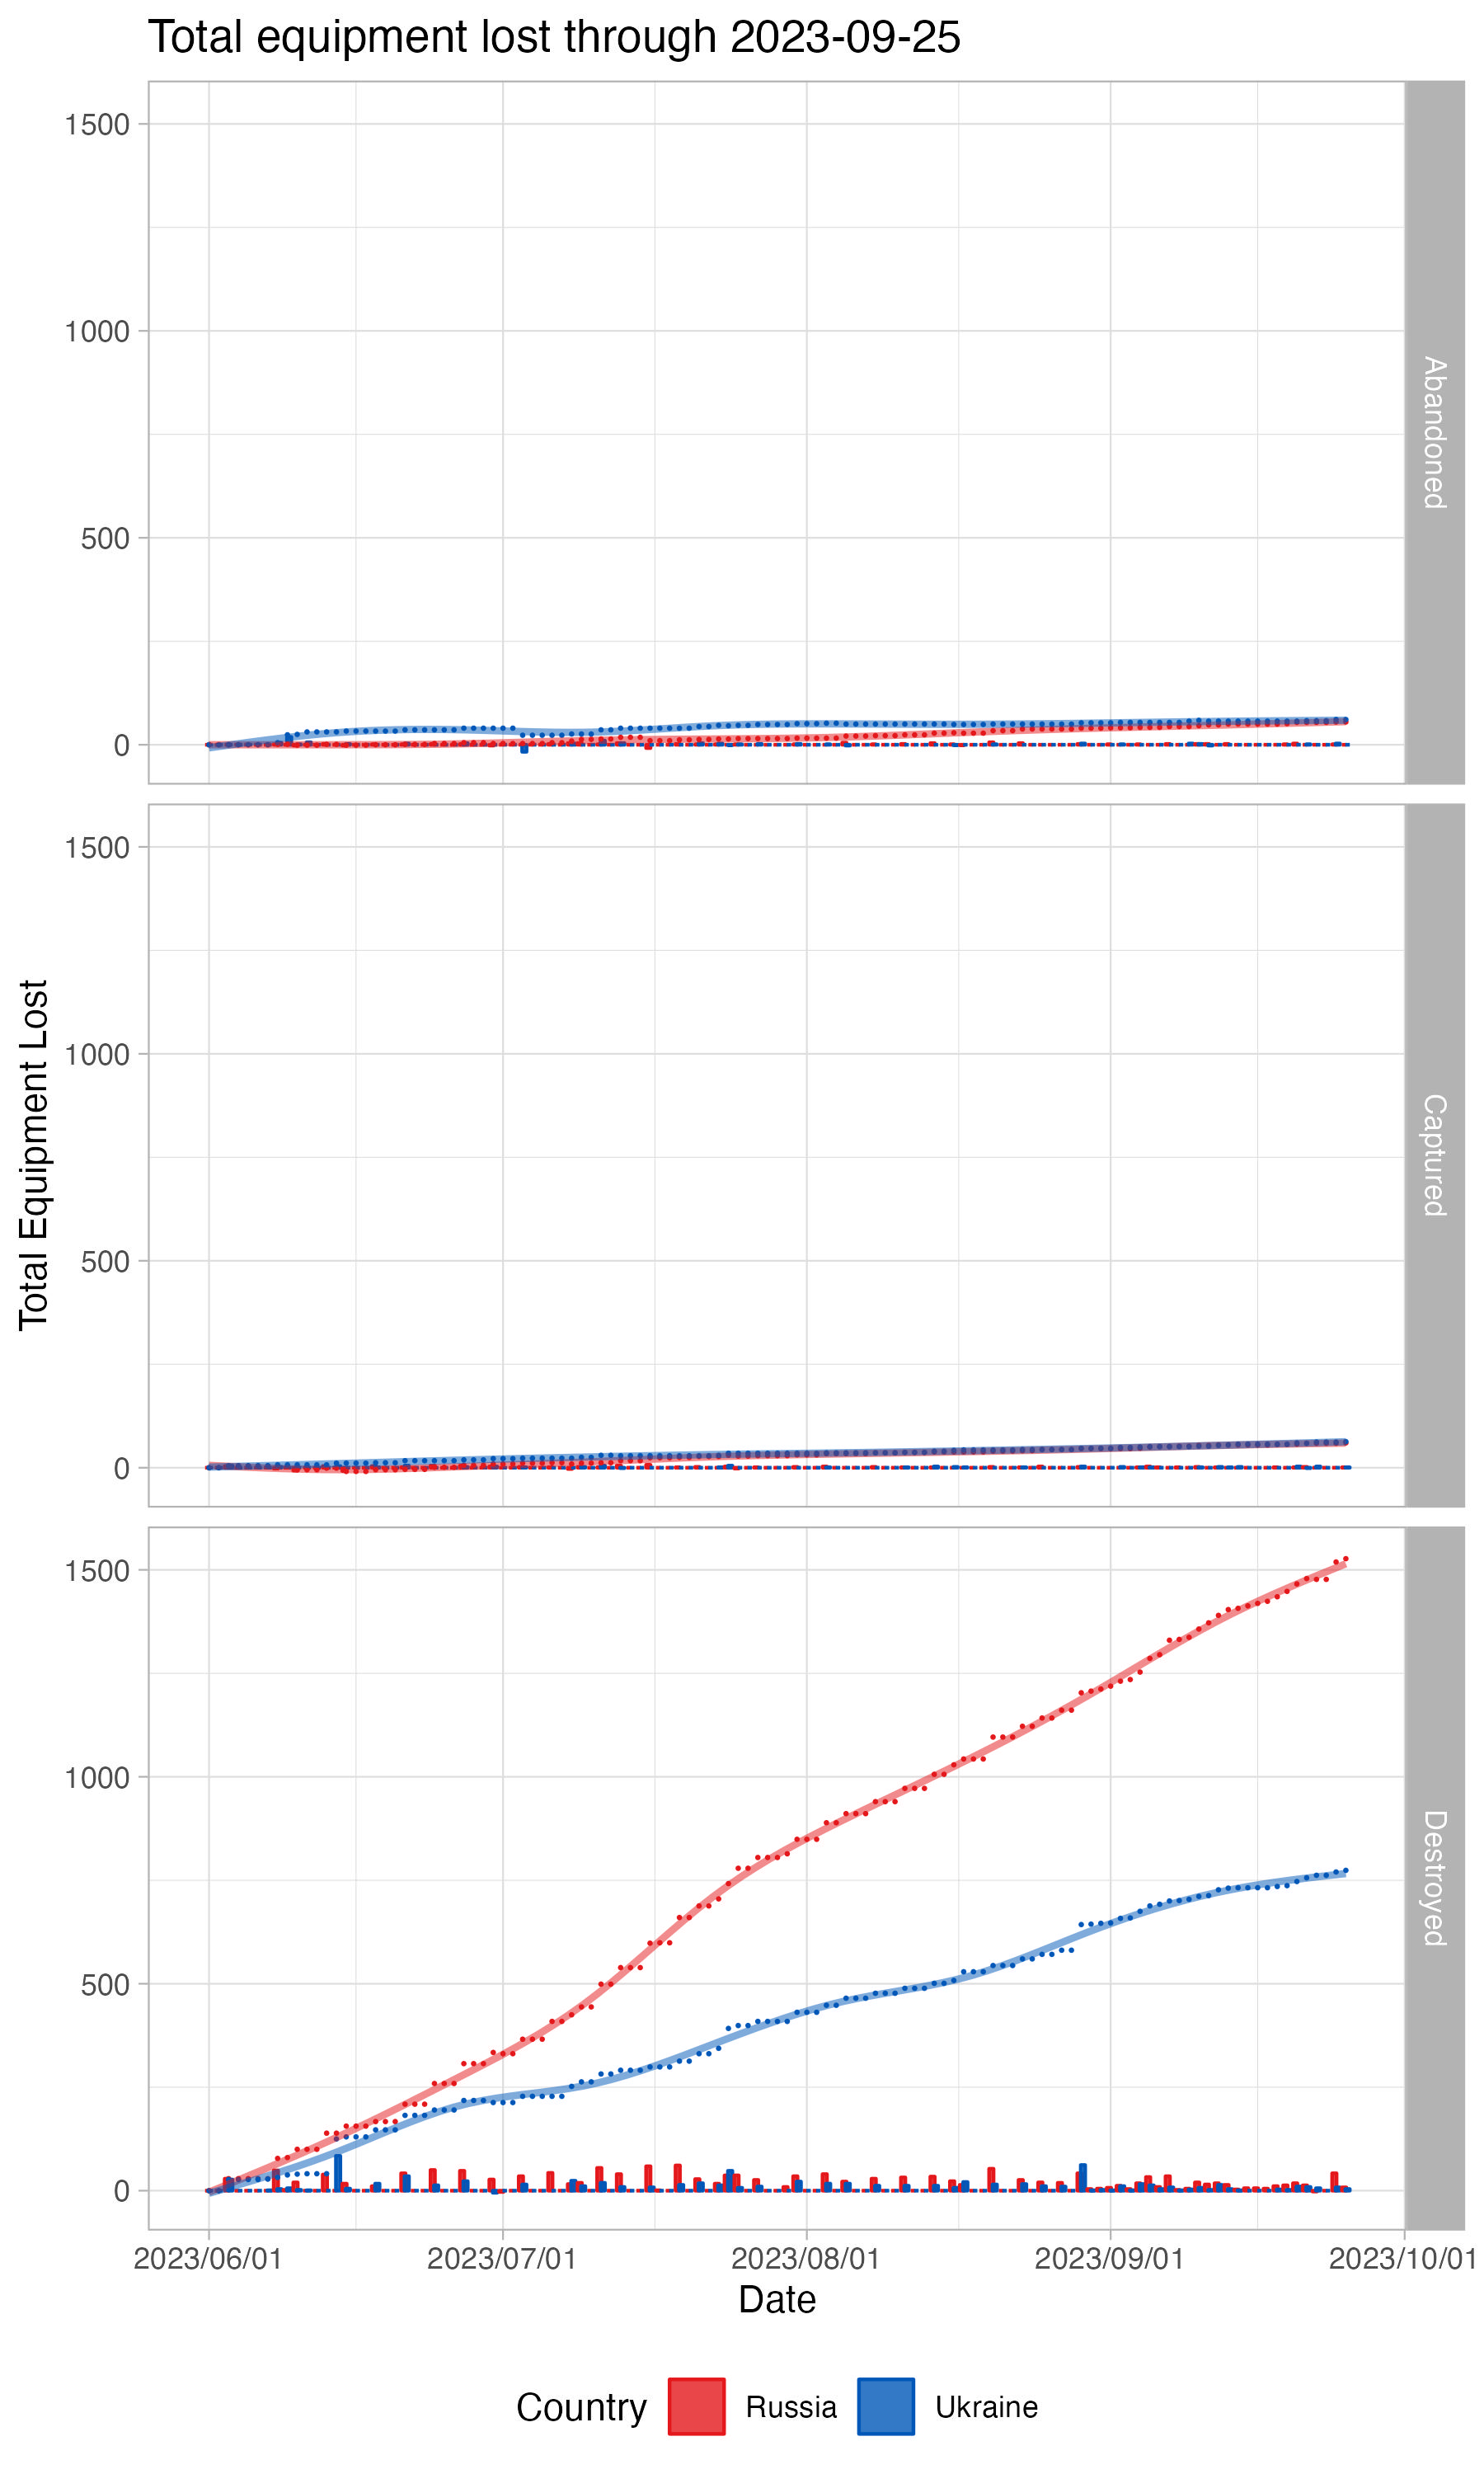 Total equipment lost through 2023-09-25
1500
1000
500
0
Abandoned
1500
1000
500
0
Captured
1500
1000
500
0
Destroyed
Total Equipment Lost
2023/06/01 2023/07/01 2023/08/01 2023/09/01 2023/10/01
Date
Country Russia Ukraine